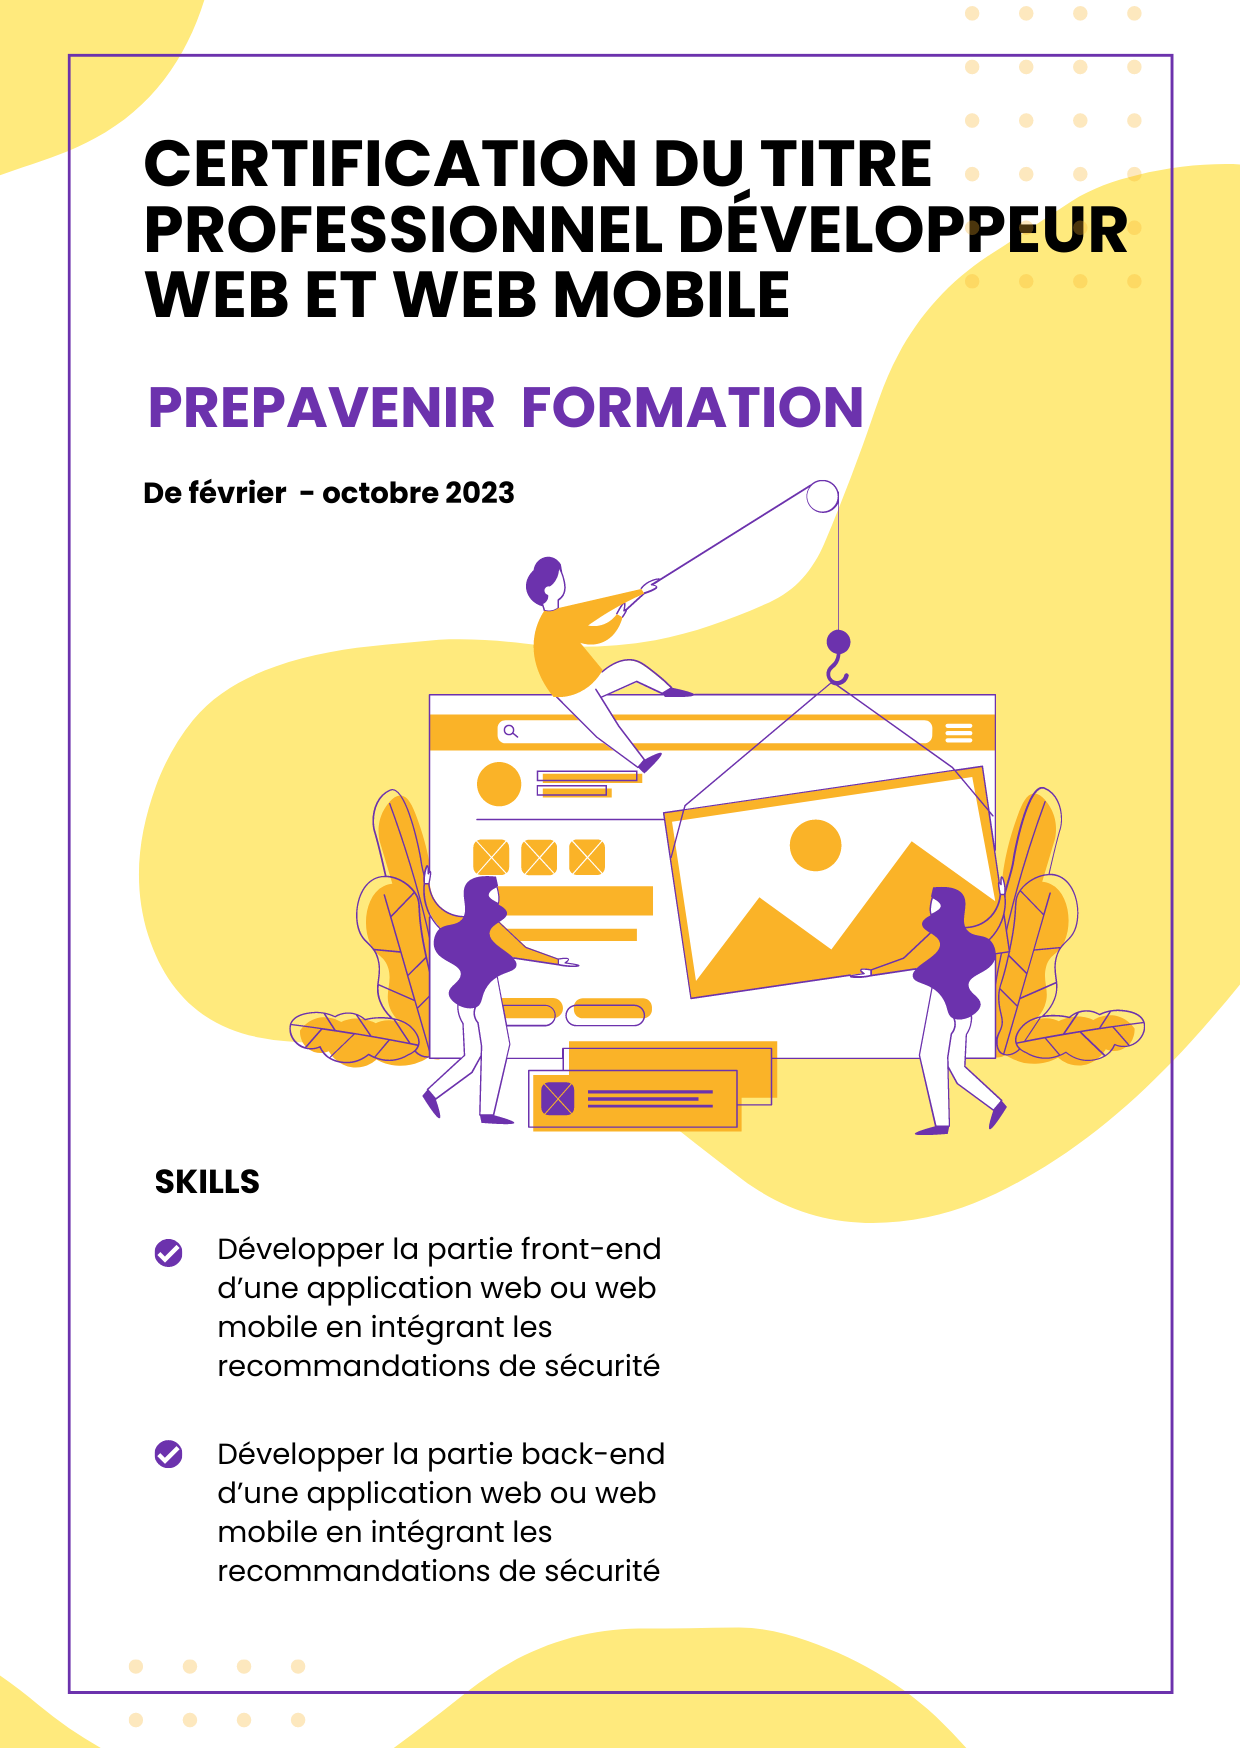 CERTIFICATION DU TITRE
PROFESSIONNEL DÉVELOPPEUR
WEB ET WEB MOBILE
PREPAVENIR FORMATION
De février - octobre 2023
SKILLS
Développer la partie front-end
d’une application web ou web
mobile en intégrant les
recommandations de sécurité
Développer la partie back-end
d’une application web ou web
mobile en intégrant les
recommandations de sécurité